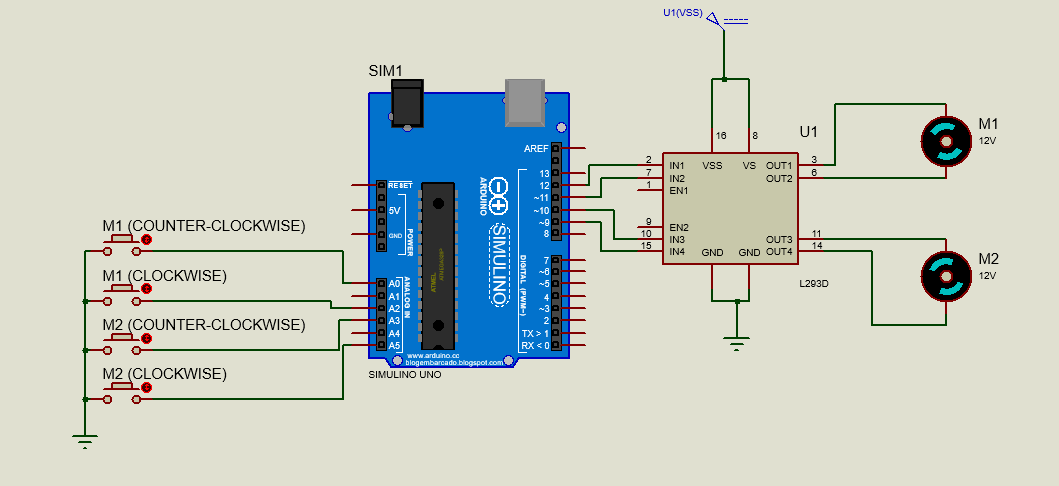 U1(VSS)
SIM1
AREF
13
12
~11
~10
~9
8
7
~6
~5
4
~3
2
TX > 1
RX < 0
DIGITAL (PWM~)
ARDUINO
SIMULINO
RESET
5V
GND
POWER
A0
A1
A2
A3
A4
A5
ANALOG IN
ATMEL
www.arduino.cc
blogembarcado.blogspot.com
SIMULINO UNO
M1 (COUNTER-CLOCKWISE)
M1 (CLOCKWISE)
M2 (COUNTER-CLOCKWISE)
M2 (CLOCKWISE)
U1
16 8
2 IN1 VSS VS OUT1 3
7 IN2 OUT2 6
1 EN1
9 EN2
10 IN3 OUT3 11
15 IN4 GND GND OUT4 14
L293D
M1
12V
M2
12V